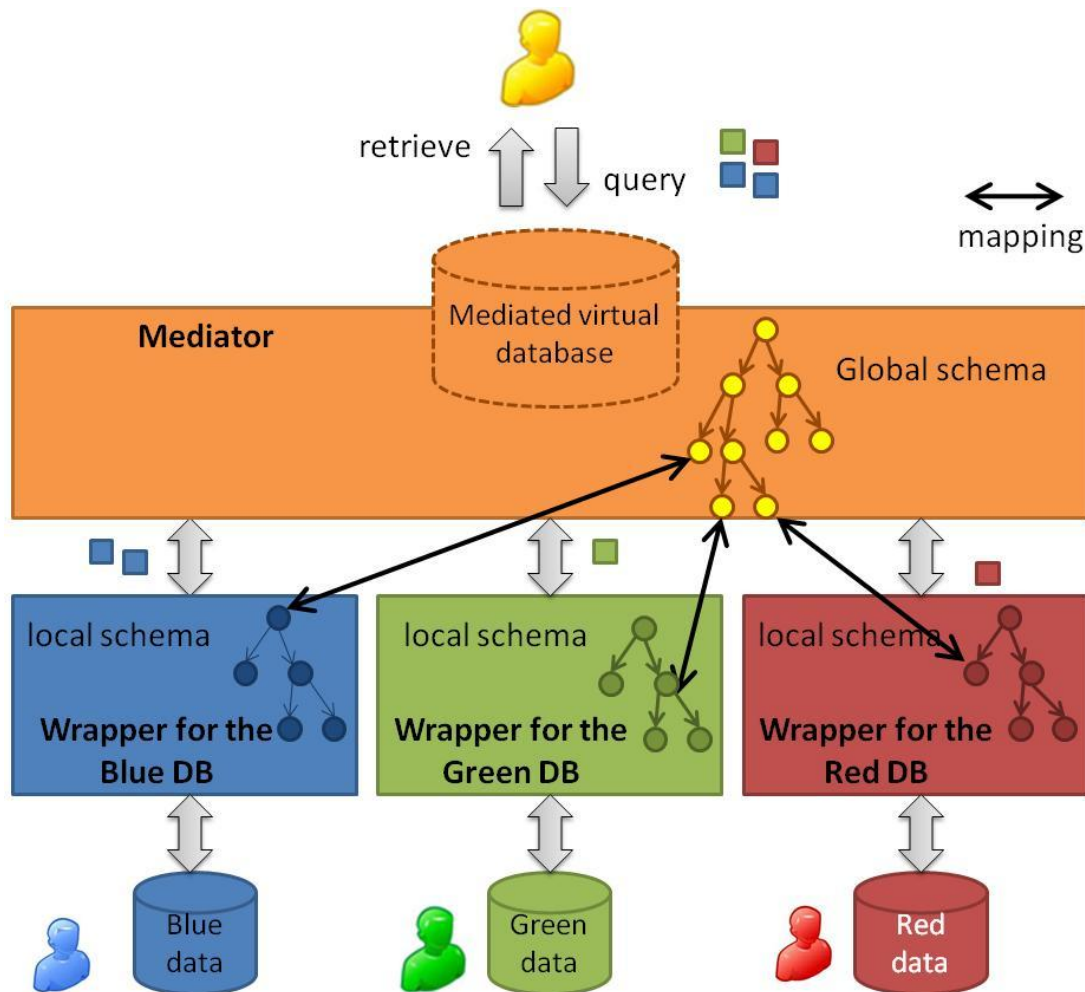 retrieve
query
mapping
Mediator
Mediated virtual
database
Global schema
local schema
Wrapper for the
Blue DB
local schema
Wrapper for the
Green DB
local schema
Wrapper for the
Red DB
Blue
data
Green
data
Red
data